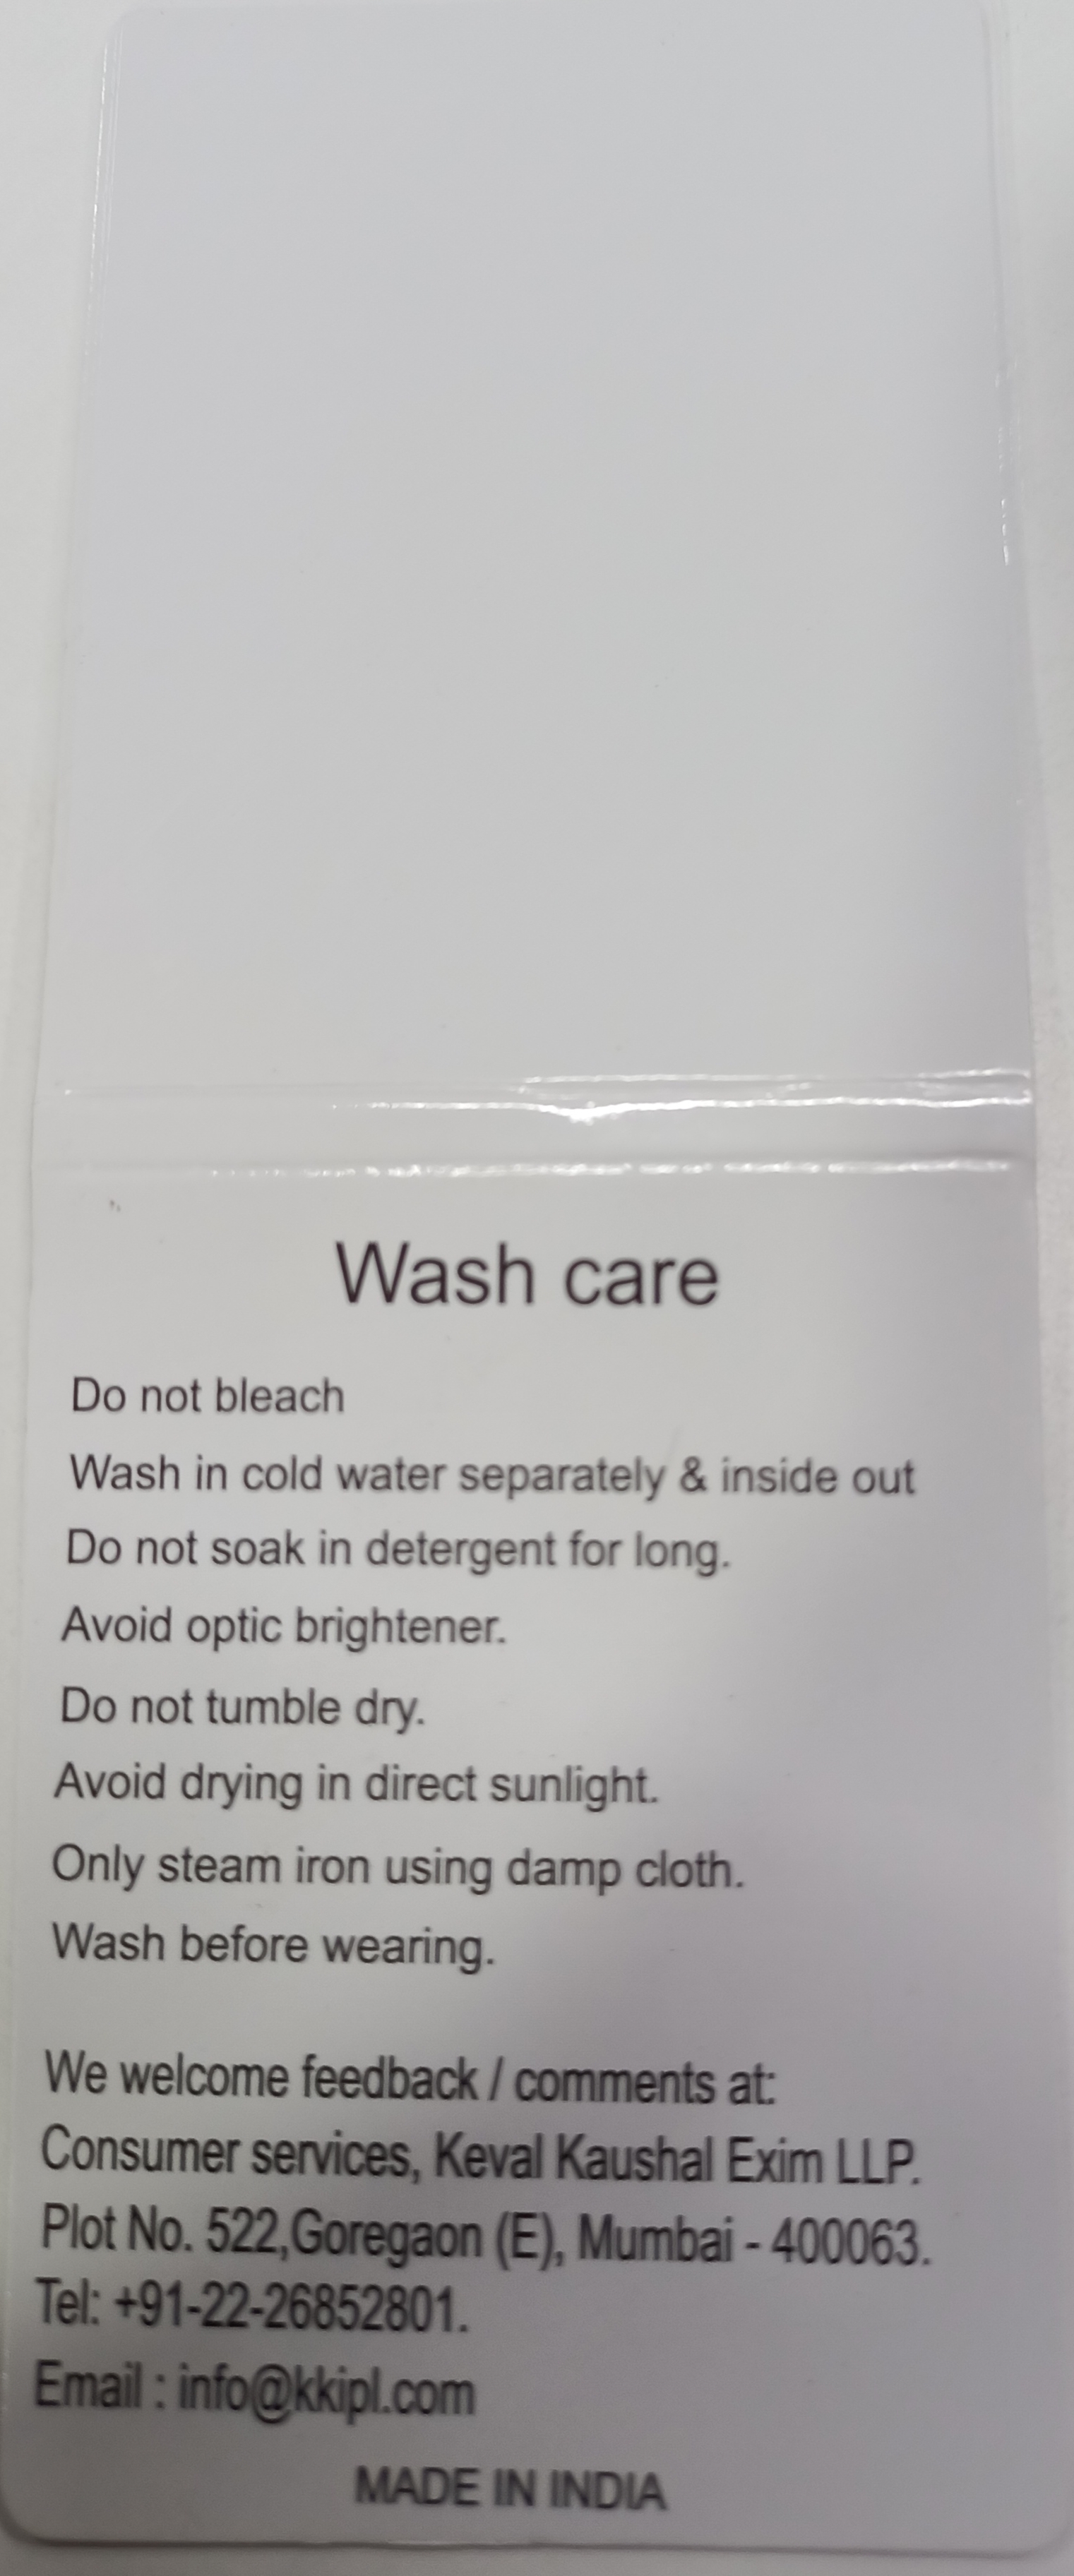 Wash care
Do not bleach
Wash in cold water separately & inside out
Do not soak in detergent for long.
Avoid optic brightener.
Do not tumble dry.
Avoid drying in direct sunlight.
Only steam iron using damp cloth.
Wash before wearing.
We welcome feedback / comments at:
Consumer services, Keval Kaushal Exim LLP.
Plot No. 522,Goregaon (E), Mumbai - 400063.
Tel: +91-22-26852801.
Email : info@kkipl.com
MADE IN INDIA